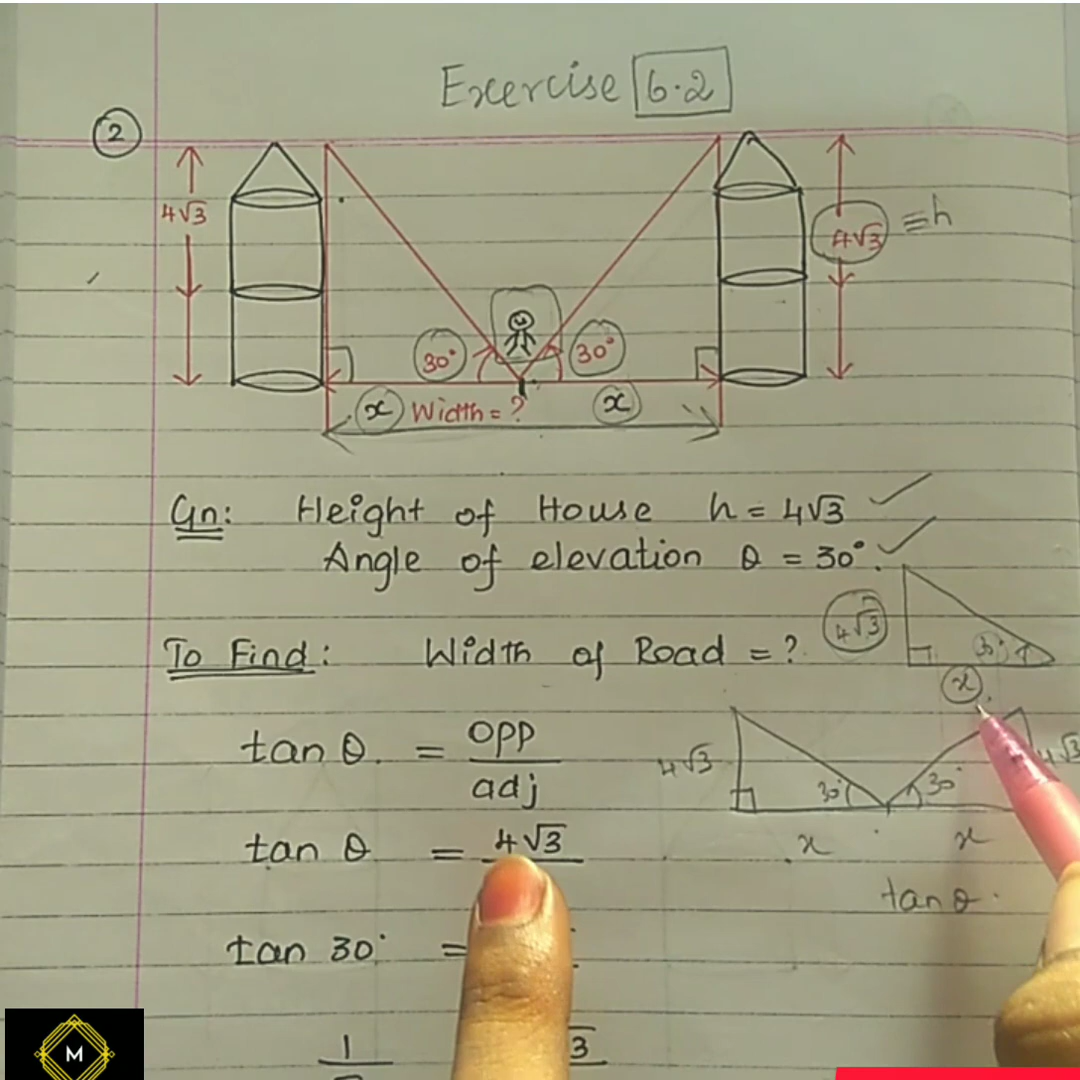 Exercise 6.2
2
4√3
4√3 = h
30° 30°
x Width = ? x
Gn: Height of House h = 4√3
Angle of elevation θ = 30°.
To Find: Width of Road = ?
4√3 30°
x
tan θ. = opp
adj
4√3 30° 30° 4√3
x x
tan θ = 4√3
tan θ.
tan 30° =
1 3
M